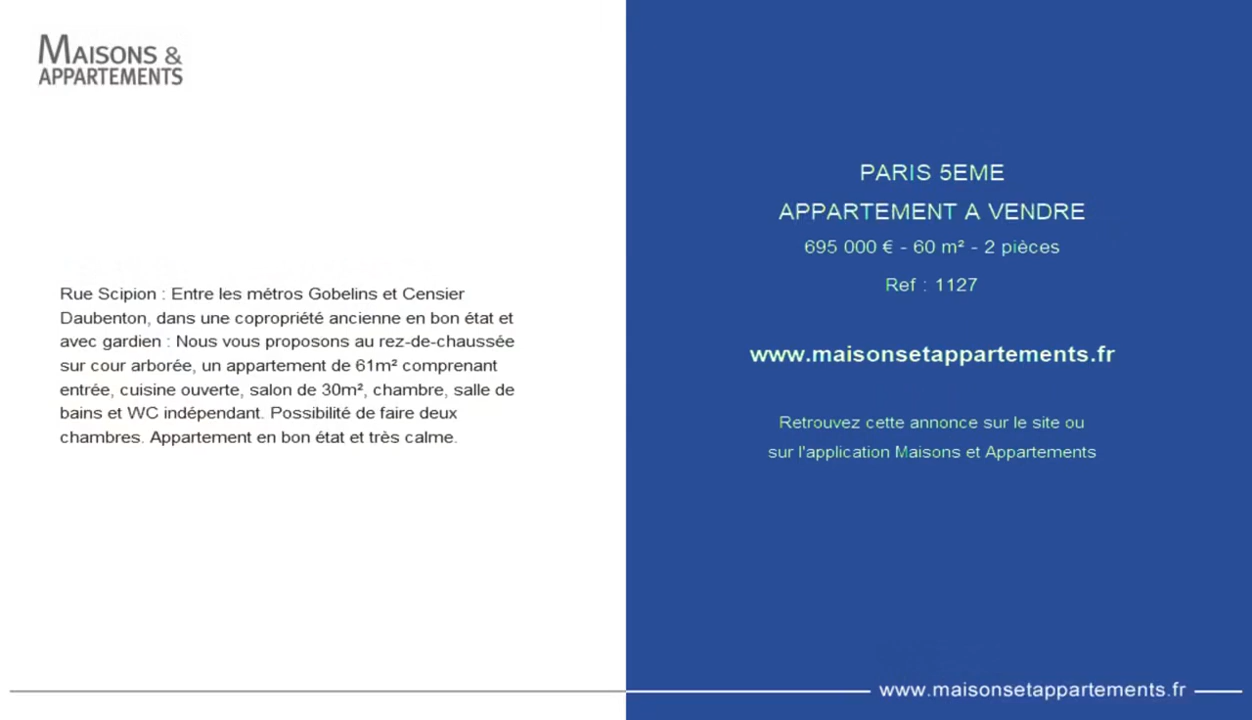 MAISONS &
APPARTEMENTS
Rue Scipion : Entre les métros Gobelins et Censier
Daubenton, dans une copropriété ancienne en bon état et
avec gardien : Nous vous proposons au rez-de-chaussée
sur cour arborée, un appartement de 61m² comprenant
entrée, cuisine ouverte, salon de 30m², chambre, salle de
bains et WC indépendant. Possibilité de faire deux
chambres. Appartement en bon état et très calme.
PARIS 5EME
APPARTEMENT A VENDRE
695 000 € - 60 m² - 2 pièces
Ref : 1127
www.maisonsetappartements.fr
Retrouvez cette annonce sur le site ou
sur l'application Maisons et Appartements
www.maisonsetappartements.fr